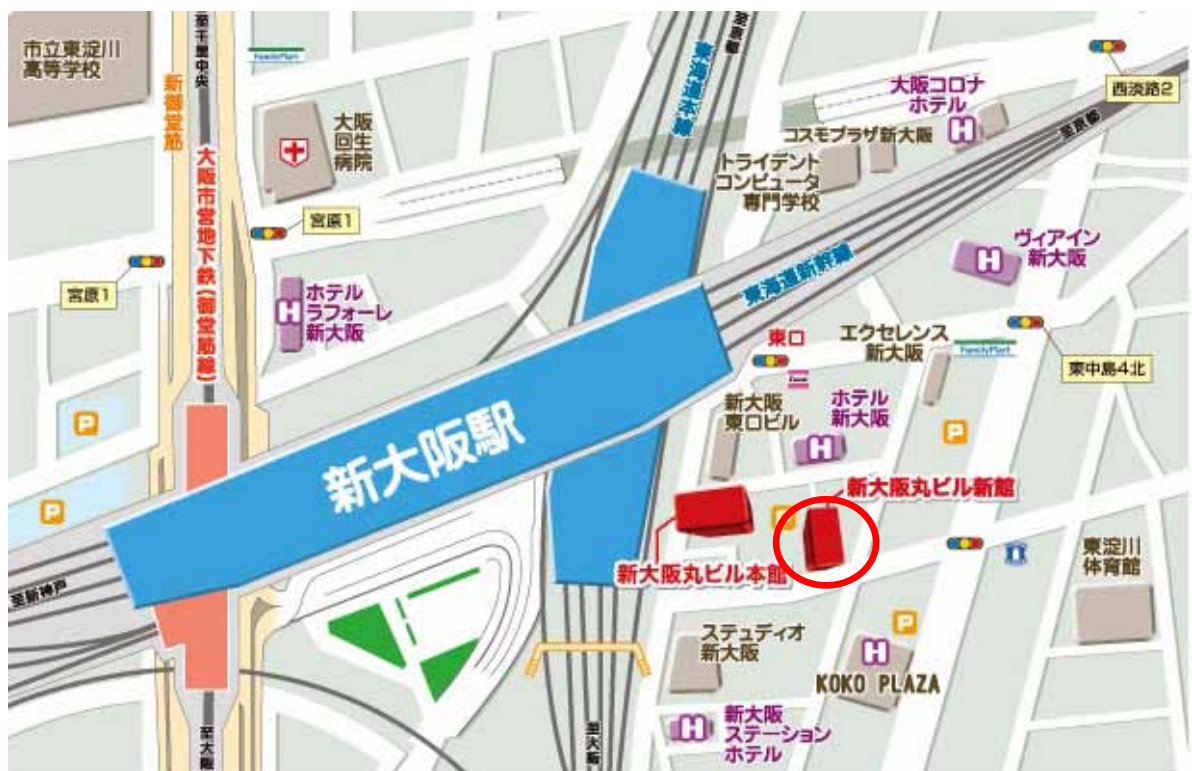 市立東淀川
高等学校
新御堂筋
至千里中央
FamilyMart
大阪
回生
病院
大阪市営地下鉄(御堂筋線)
宮原1
宮原1
ホテル
ラフォーレ
新大阪
東海道本線
至京都
大阪コロナ
ホテル
コスモプラザ新大阪
トライデント
コンピュータ
専門学校
西淡路2
至京都
東海道新幹線
ヴィアイン
新大阪
東口
エクセレンス
新大阪
FamilyMart
東中島4北
新大阪
東口ビル
ホテル
新大阪
P
P
P
新大阪駅
新大阪丸ビル新館
P
新大阪丸ビル本館
東淀川
体育館
至新神戸
ステュディオ
新大阪
P
KOKO PLAZA
新大阪
ステーション
ホテル
至大阪
至大阪
H
H
H
H
H
H